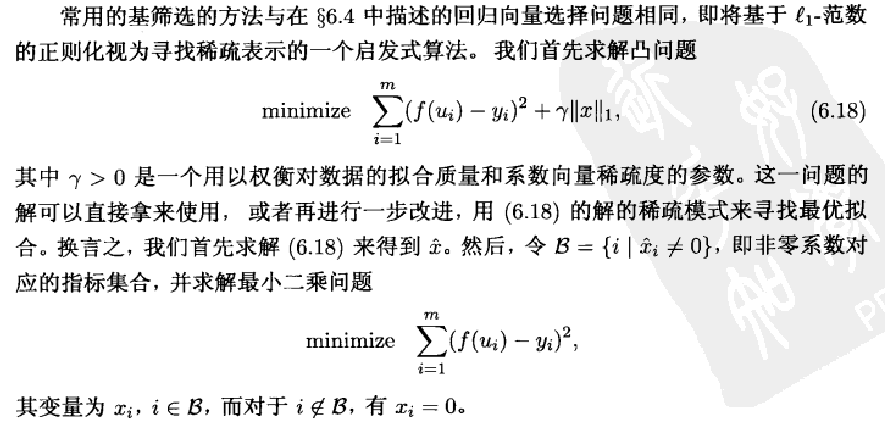 常用的基筛选的方法与在 §6.4 中描述的回归向量选择问题相同，即将基于 ℓ₁-范数
的正则化视为寻找稀疏表示的一个启发式算法。 我们首先求解凸问题
minimize ∑_{i=1}^{m} (f(u_i) − y_i)² + γ‖x‖₁, (6.18)
其中 γ > 0 是一个用以权衡对数据的拟合质量和系数向量稀疏度的参数。这一问题的
解可以直接拿来使用， 或者再进行一步改进，用 (6.18) 的解的稀疏模式来寻找最优拟
合。换言之，我们首先求解 (6.18) 来得到 x̂。然后，令 ℬ = {i | x̂_i ≠ 0}，即非零系数对
应的指标集合，并求解最小二乘问题
minimize ∑_{i=1}^{m} (f(u_i) − y_i)²,
其变量为 x_i，i ∈ ℬ，而对于 i ∉ ℬ，有 x_i = 0。